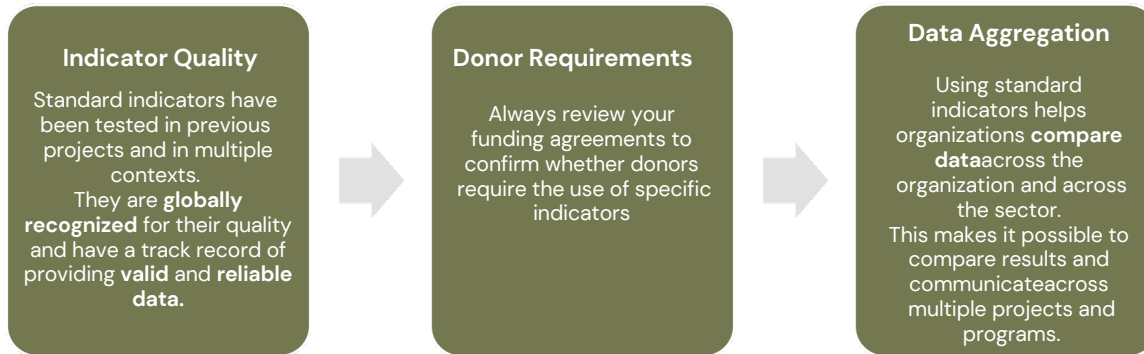 Indicator Quality
Standard indicators have
been tested in previous
projects and in multiple
contexts.
They are globally
recognized for their quality
and have a track record of
providing valid and reliable
data.
Donor Requirements
Always review your
funding agreements to
confirm whether donors
require the use of specific
indicators
Data Aggregation
Using standard
indicators helps
organizations compare
dataacross the
organization and across
the sector.
This makes it possible to
compare results and
communicateacross
multiple projects and
programs.